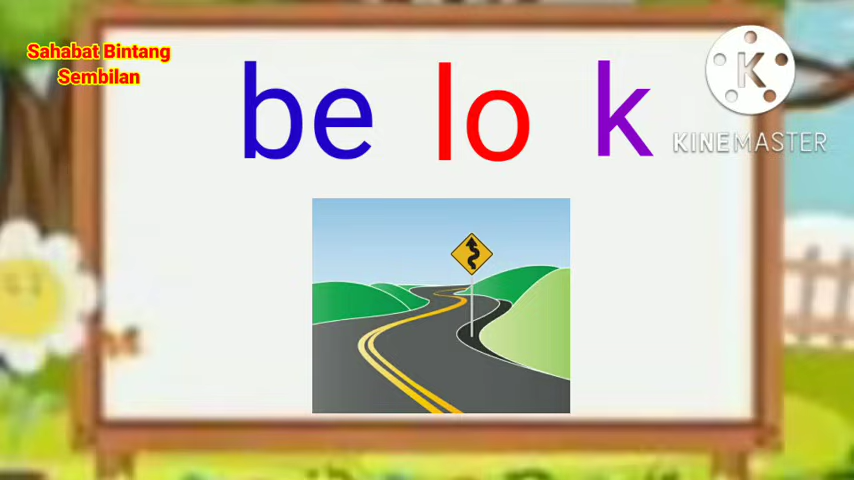 Sahabat Bintang
Sembilan
be lo k
K
KINEMASTER